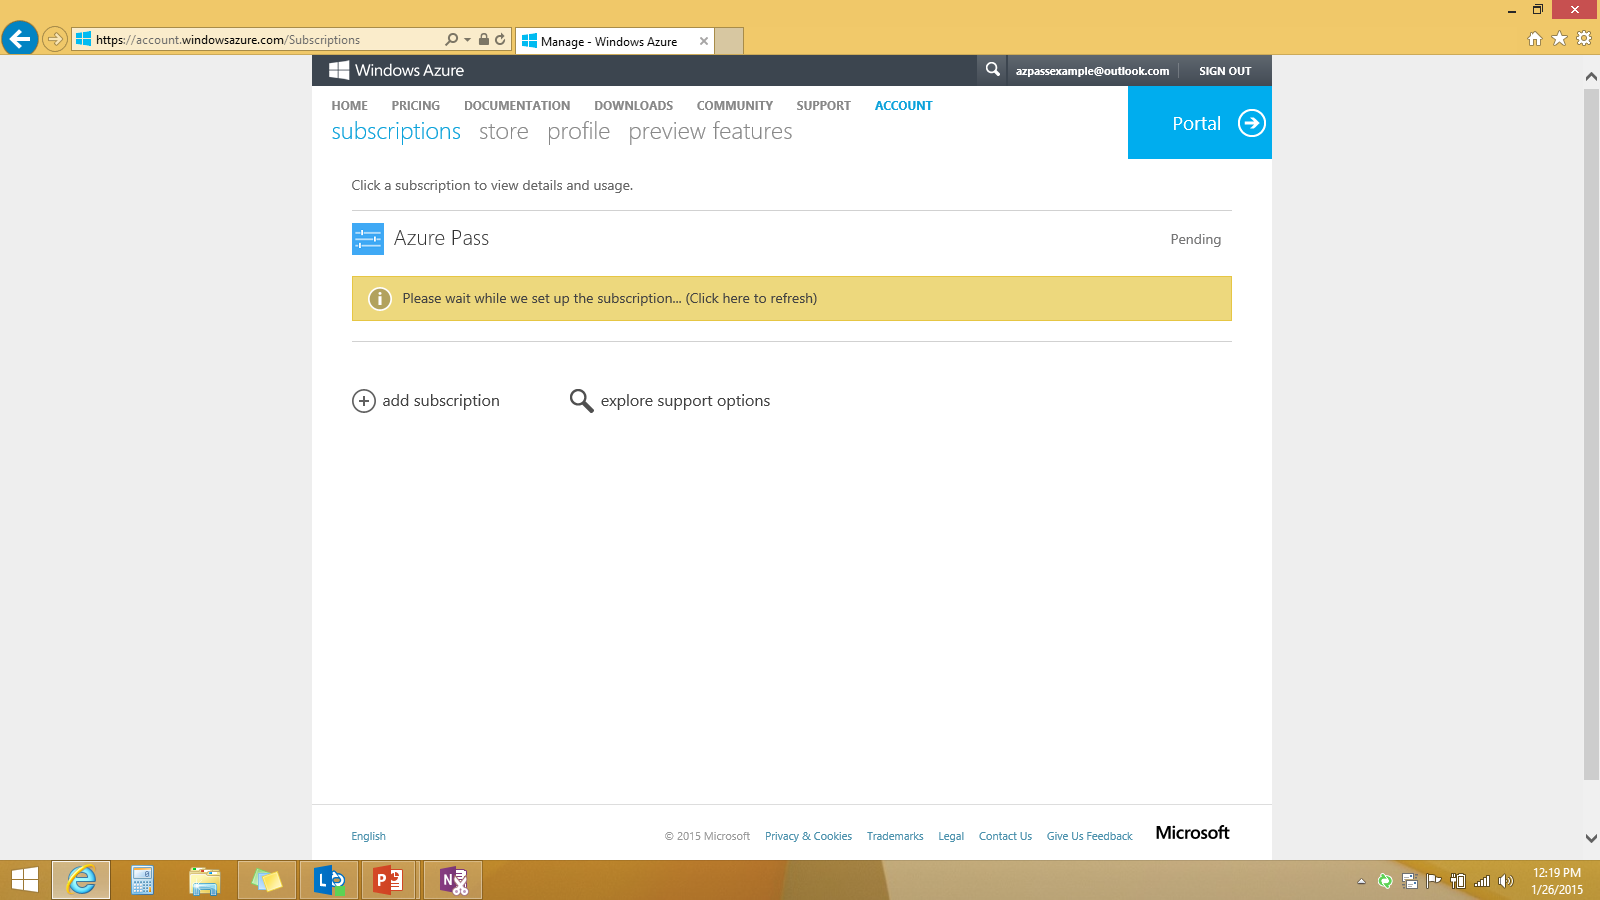 https://account.windowsazure.com/Subscriptions
Manage - Windows Azure
Windows Azure
azpassexample@outlook.com
SIGN OUT
HOME PRICING DOCUMENTATION DOWNLOADS COMMUNITY SUPPORT ACCOUNT
subscriptions store profile preview features
Portal
Click a subscription to view details and usage.
Azure Pass
Pending
Please wait while we set up the subscription... (Click here to refresh)
add subscription
explore support options
English
© 2015 Microsoft Privacy & Cookies Trademarks Legal Contact Us Give Us Feedback Microsoft
12:19 PM
1/26/2015